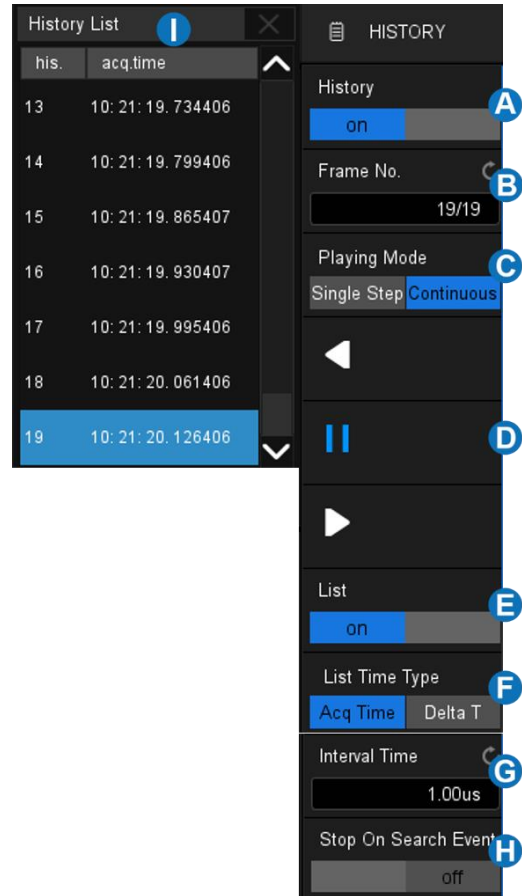 History List
I
his. acq.time
13 10: 21: 19. 734406
14 10: 21: 19. 799406
15 10: 21: 19. 865407
16 10: 21: 19. 930407
17 10: 21: 19. 995406
18 10: 21: 20. 061406
19 10: 21: 20. 126406
HISTORY
History
A
on
Frame No.
B
19/19
Playing Mode
C
Single Step Continuous
D
List
E
on
List Time Type
F
Acq Time Delta T
Interval Time
G
1.00us
Stop On Search Event
H
off